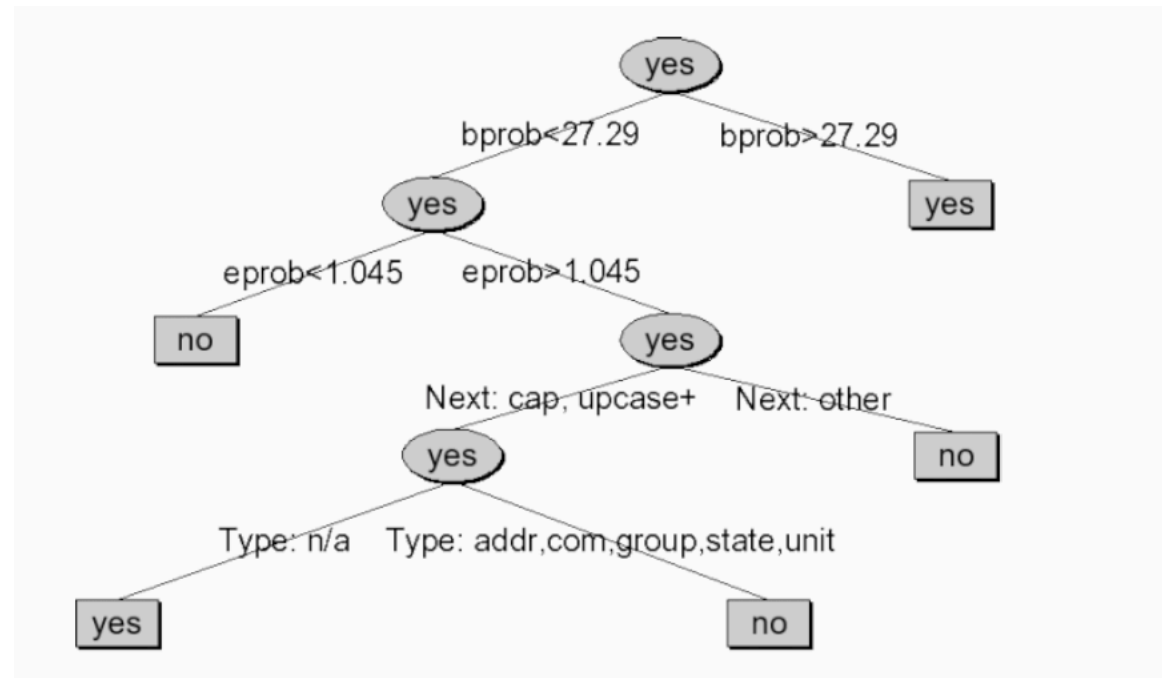 yes
bprob<27.29 bprob>27.29
yes yes
eprob<1.045 eprob>1.045
no yes
Next: cap, upcase+ Next: other
yes no
Type: n/a Type: addr,com,group,state,unit
yes no